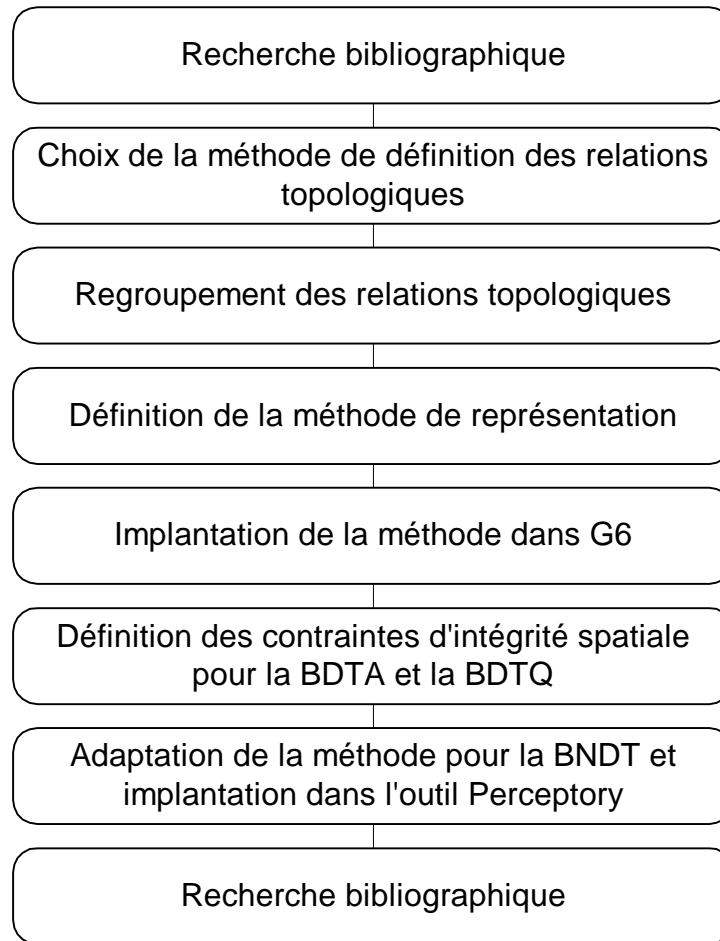 Recherche bibliographique
Choix de la méthode de définition des relations
topologiques
Regroupement des relations topologiques
Définition de la méthode de représentation
Implantation de la méthode dans G6
Définition des contraintes d'intégrité spatiale
pour la BDTA et la BDTQ
Adaptation de la méthode pour la BNDT et
implantation dans l'outil Perceptory
Recherche bibliographique